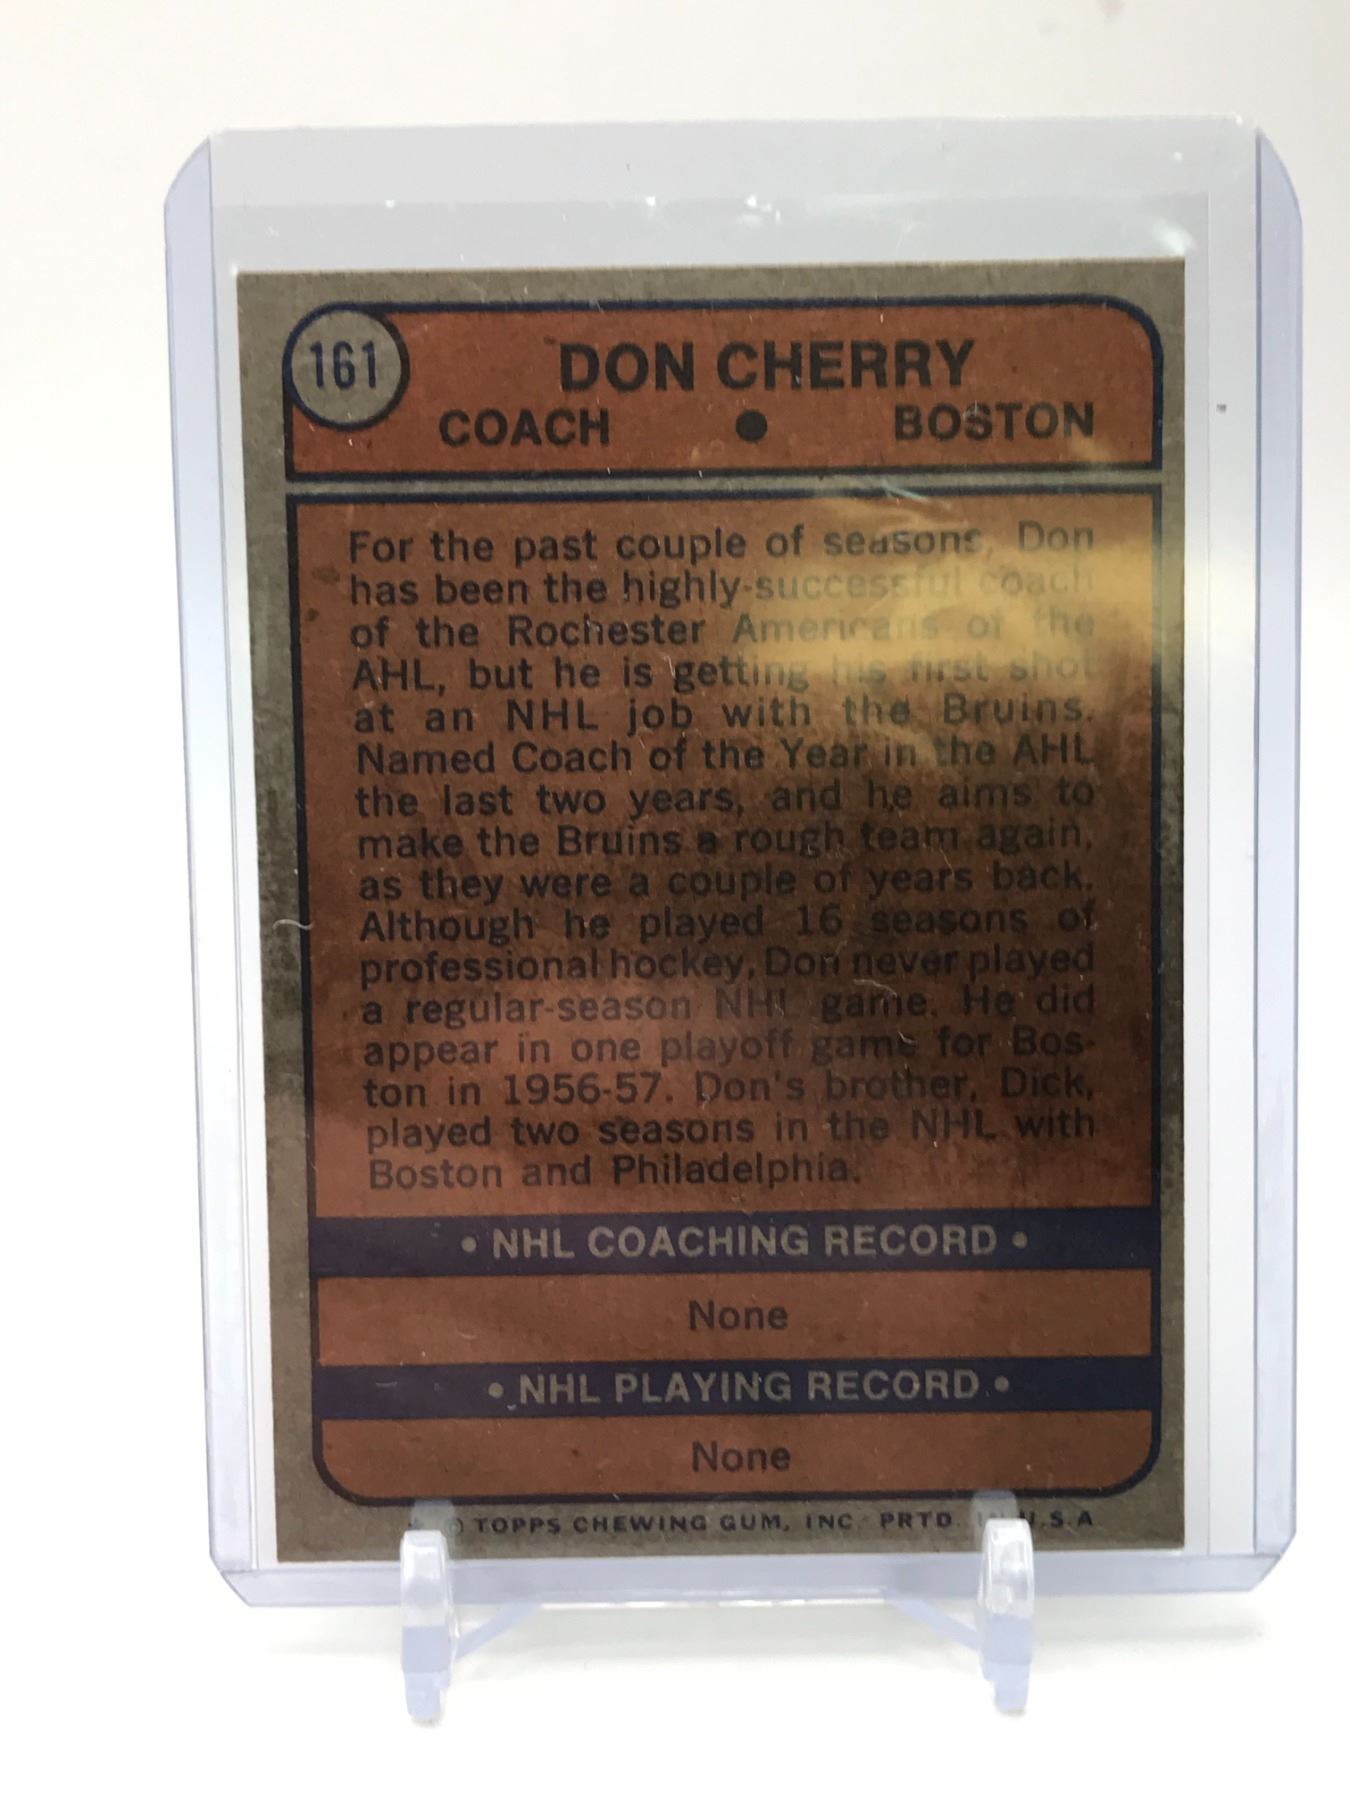 161
DON CHERRY
COACH ● BOSTON
For the past couple of seasons, Don
has been the highly-successful coach
of the Rochester Americans of the
AHL, but he is getting his first shot
at an NHL job with the Bruins.
Named Coach of the Year in the AHL
the last two years, and he aims to
make the Bruins a rough team again,
as they were a couple of years back.
Although he played 16 seasons of
professional hockey, Don never played
a regular-season NHL game. He did
appear in one playoff game for Bos-
ton in 1956-57. Don's brother, Dick,
played two seasons in the NHL with
Boston and Philadelphia.
• NHL COACHING RECORD •
None
• NHL PLAYING RECORD •
None
* © TOPPS CHEWING GUM, INC. PRTD. IN U.S.A